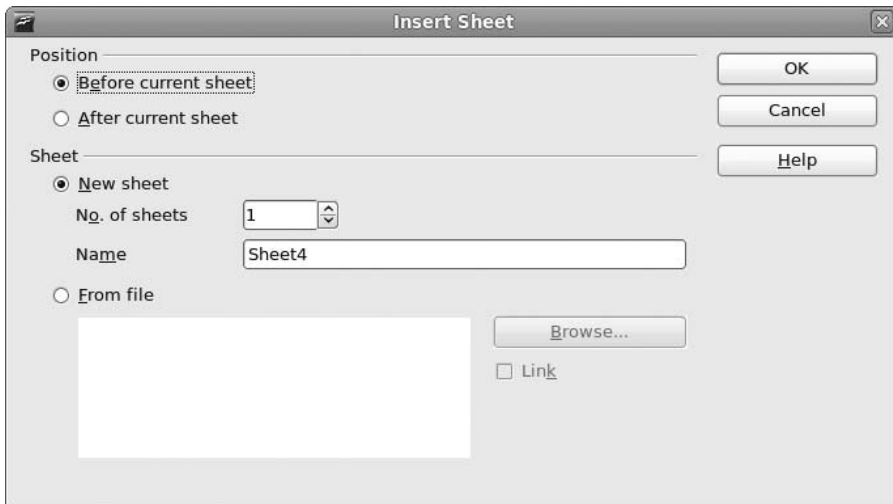 Insert Sheet
Position
Before current sheet
After current sheet
OK
Cancel
Help
Sheet
New sheet
No. of sheets 1
Name Sheet4
From file
Browse...
Link